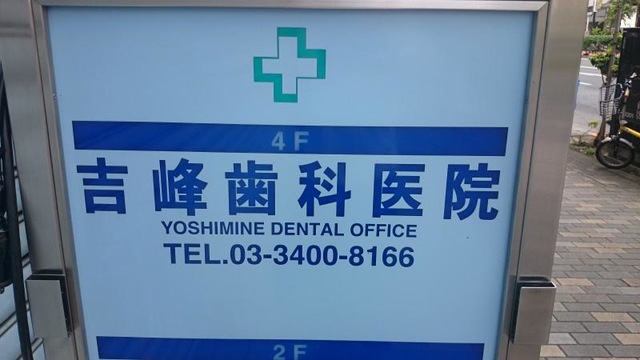 4F
吉峰歯科医院
YOSHIMINE DENTAL OFFICE
TEL.03-3400-8166
2F